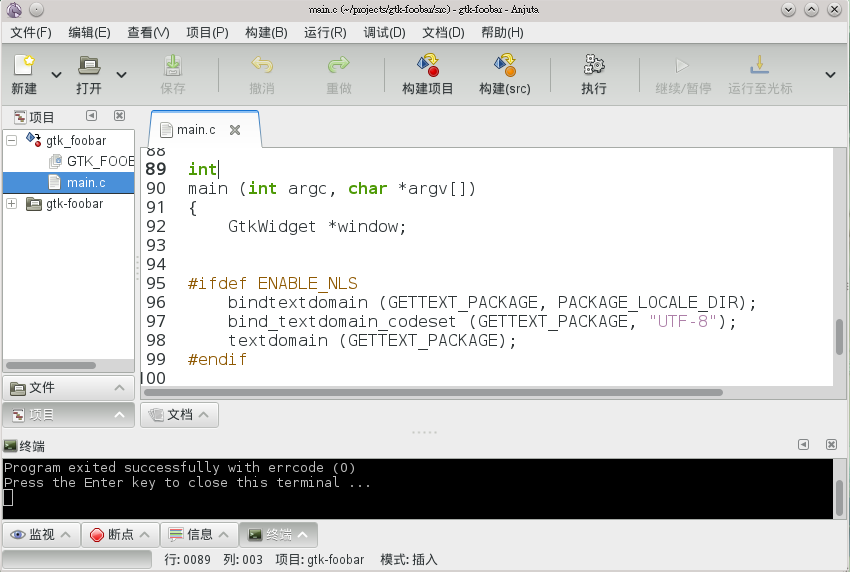 main.c (~/projects/gtk-foobar/src) - gtk-foobar - Anjuta
文件(F) 编辑(E) 查看(V) 项目(P) 构建(B) 运行(R) 调试(D) 文档(D) 帮助(H)
新建 打开 保存 撤消 重做 构建项目 构建(src) 执行 继续/暂停 运行至光标
项目
gtk_foobar
GTK_FOOB
main.c
gtk-foobar
文件
项目
main.c
88
89 int
90 main (int argc, char *argv[])
91 {
92 GtkWidget *window;
93
94
95 #ifdef ENABLE_NLS
96 bindtextdomain (GETTEXT_PACKAGE, PACKAGE_LOCALE_DIR);
97 bind_textdomain_codeset (GETTEXT_PACKAGE, "UTF-8");
98 textdomain (GETTEXT_PACKAGE);
99 #endif
100
文档
终端
Program exited successfully with errcode (0)
Press the Enter key to close this terminal ...
监视 断点 信息 终端
行: 0089 列: 003 项目: gtk-foobar 模式: 插入